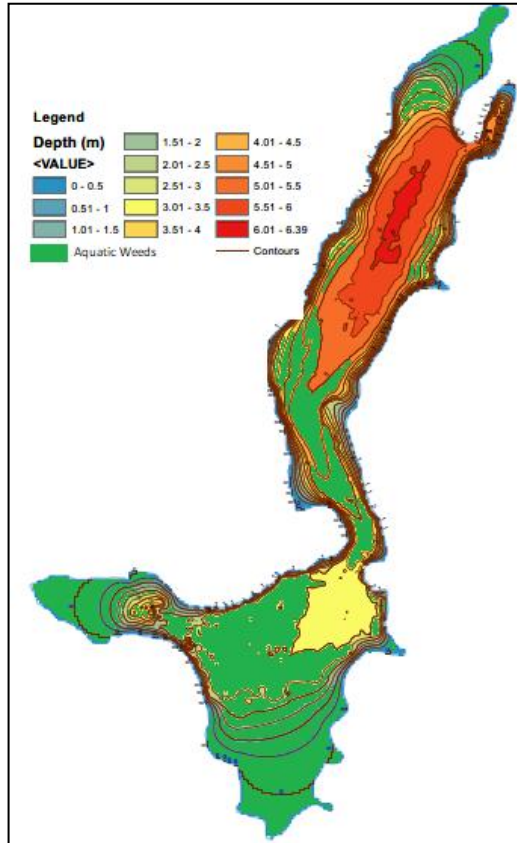 Legend
Depth (m)
<VALUE>
0 - 0.5
0.51 - 1
1.01 - 1.5
1.51 - 2
2.01 - 2.5
2.51 - 3
3.01 - 3.5
3.51 - 4
4.01 - 4.5
4.51 - 5
5.01 - 5.5
5.51 - 6
6.01 - 6.39
Aquatic Weeds
Contours